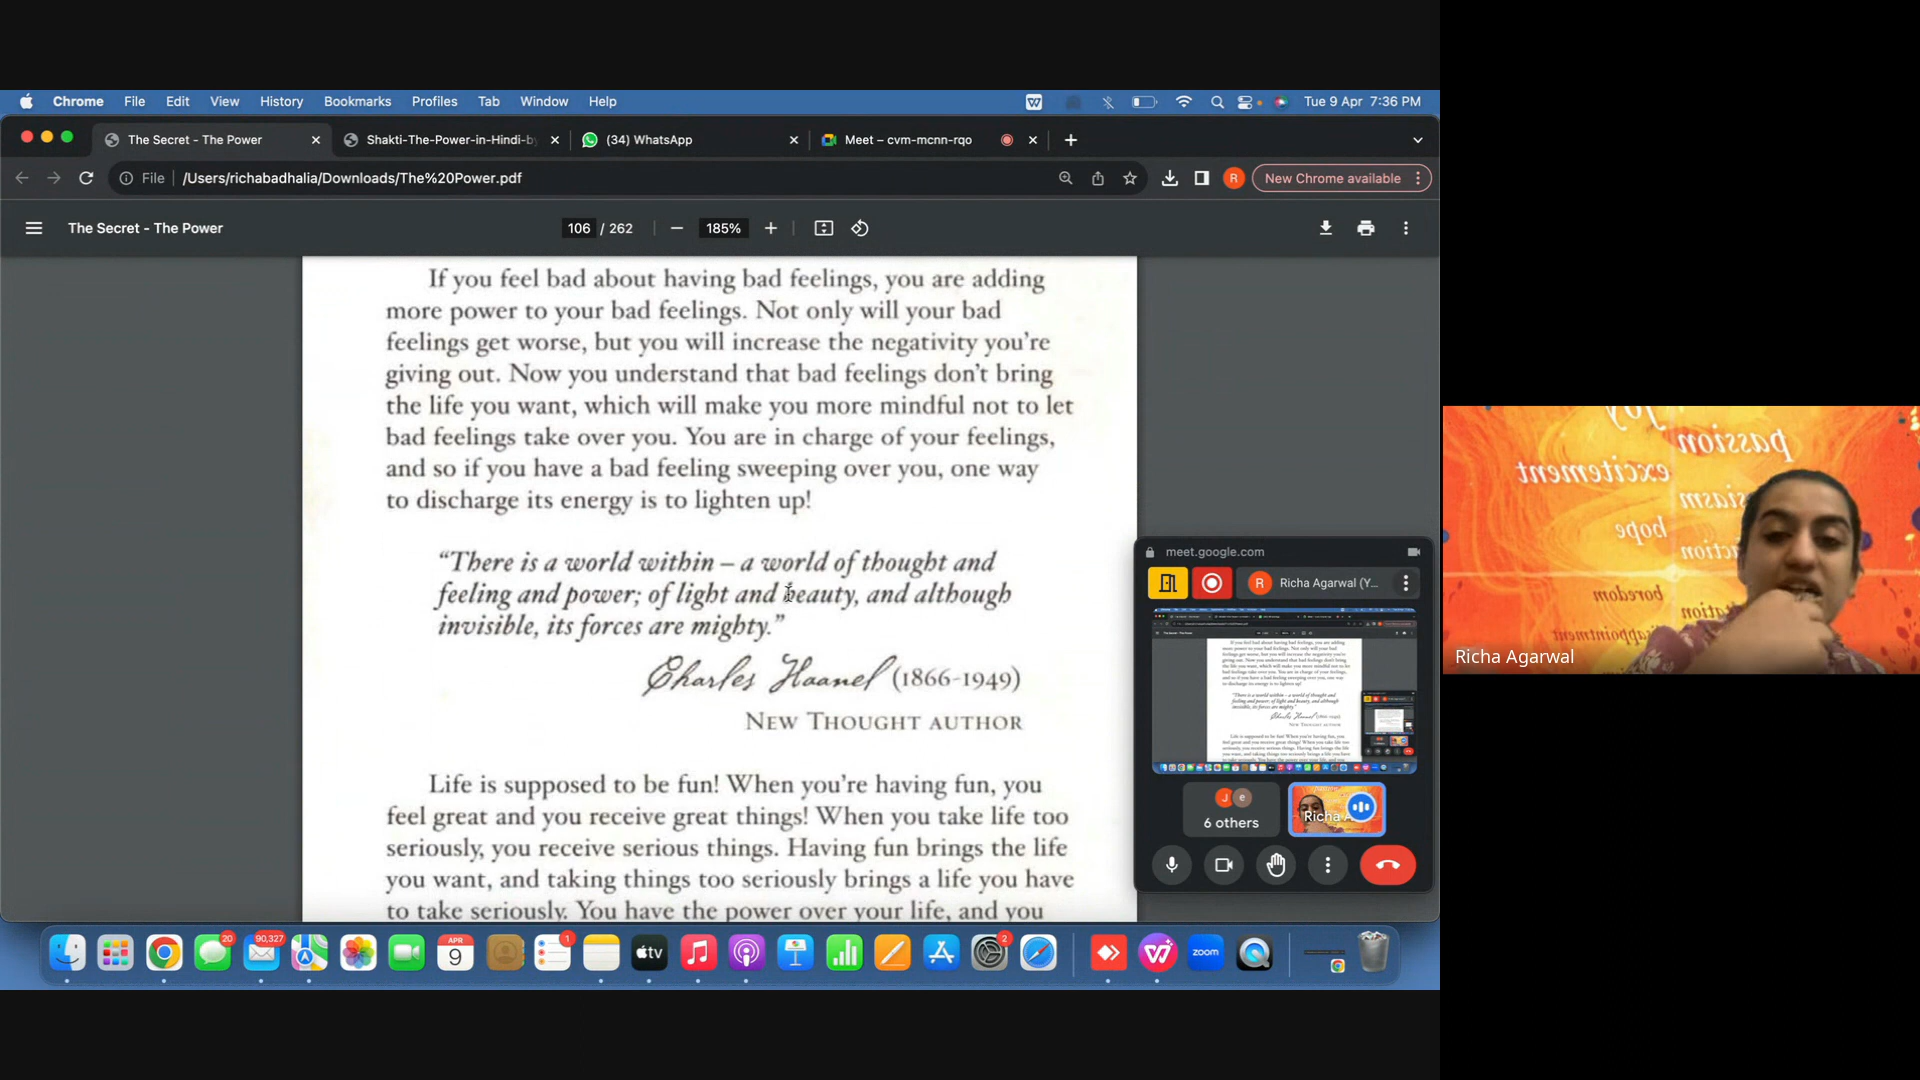 Chrome File Edit View History Bookmarks Profiles Tab Window Help
Tue 9 Apr 7:36 PM
The Secret - The Power
Shakti-The-Power-in-Hindi-b
(34) WhatsApp
Meet – cvm-mcnn-rqo
File /Users/richabadhalia/Downloads/The%20Power.pdf
R
New Chrome available
The Secret - The Power
106 / 262
185%
If you feel bad about having bad feelings, you are adding
more power to your bad feelings. Not only will your bad
feelings get worse, but you will increase the negativity you're
giving out. Now you understand that bad feelings don't bring
the life you want, which will make you more mindful not to let
bad feelings take over you. You are in charge of your feelings,
and so if you have a bad feeling sweeping over you, one way
to discharge its energy is to lighten up!
“There is a world within – a world of thought and
feeling and power; of light and beauty, and although
invisible, its forces are mighty.”
Charles Haanel (1866-1949)
NEW THOUGHT AUTHOR
Life is supposed to be fun! When you're having fun, you
feel great and you receive great things! When you take life too
seriously, you receive serious things. Having fun brings the life
you want, and taking things too seriously brings a life you have
to take seriously. You have the power over your life, and you
meet.google.com
R
Richa Agarwal (Y...
J e
6 others
Richa A
20
90,327
APR
9
1
tv
2
zoom
passion
excitement
hope
boredom
Richa Agarwal